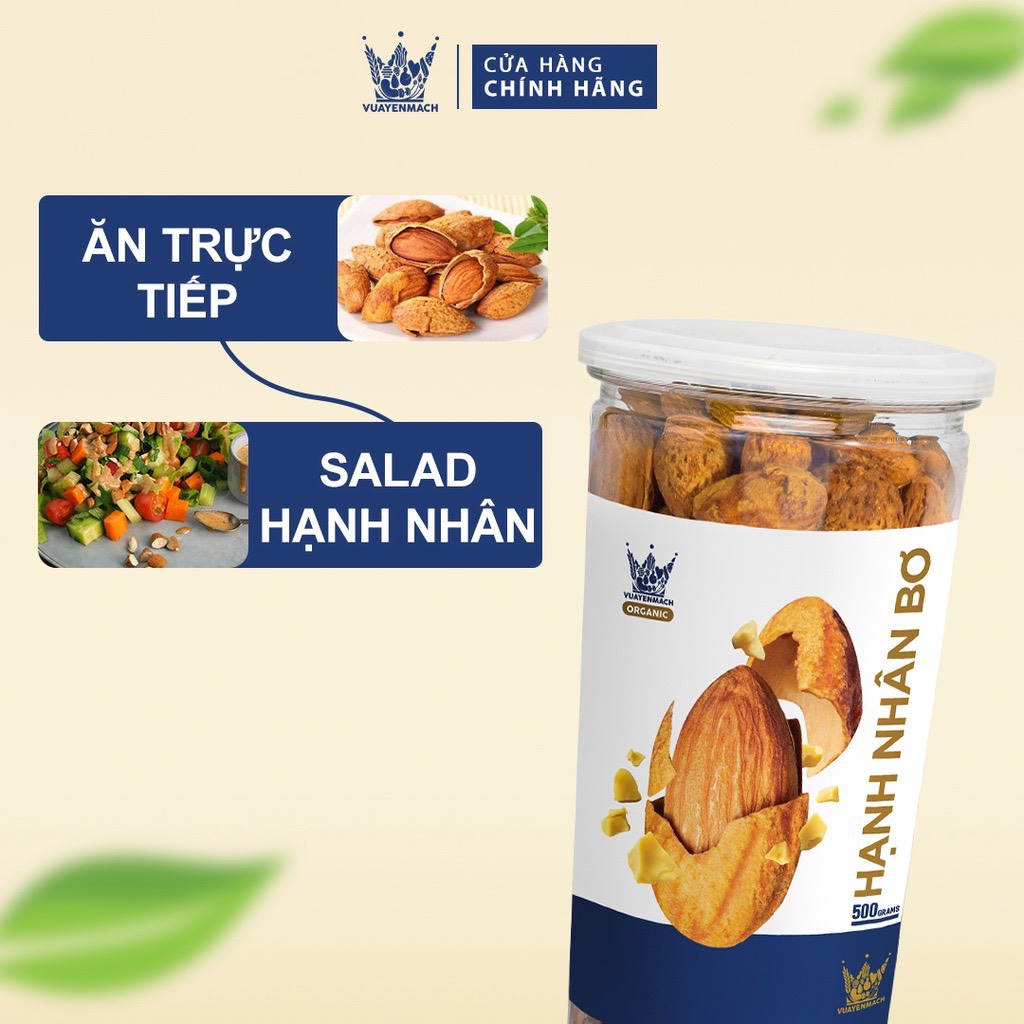 VUAYENMACH
CỬA HÀNG
CHÍNH HÃNG
ĂN TRỰC
TIẾP
SALAD
HẠNH NHÂN
VUAYENMACH
ORGANIC
HẠNH NHÂN BƠ
500GRAMS
VUAYENMACH